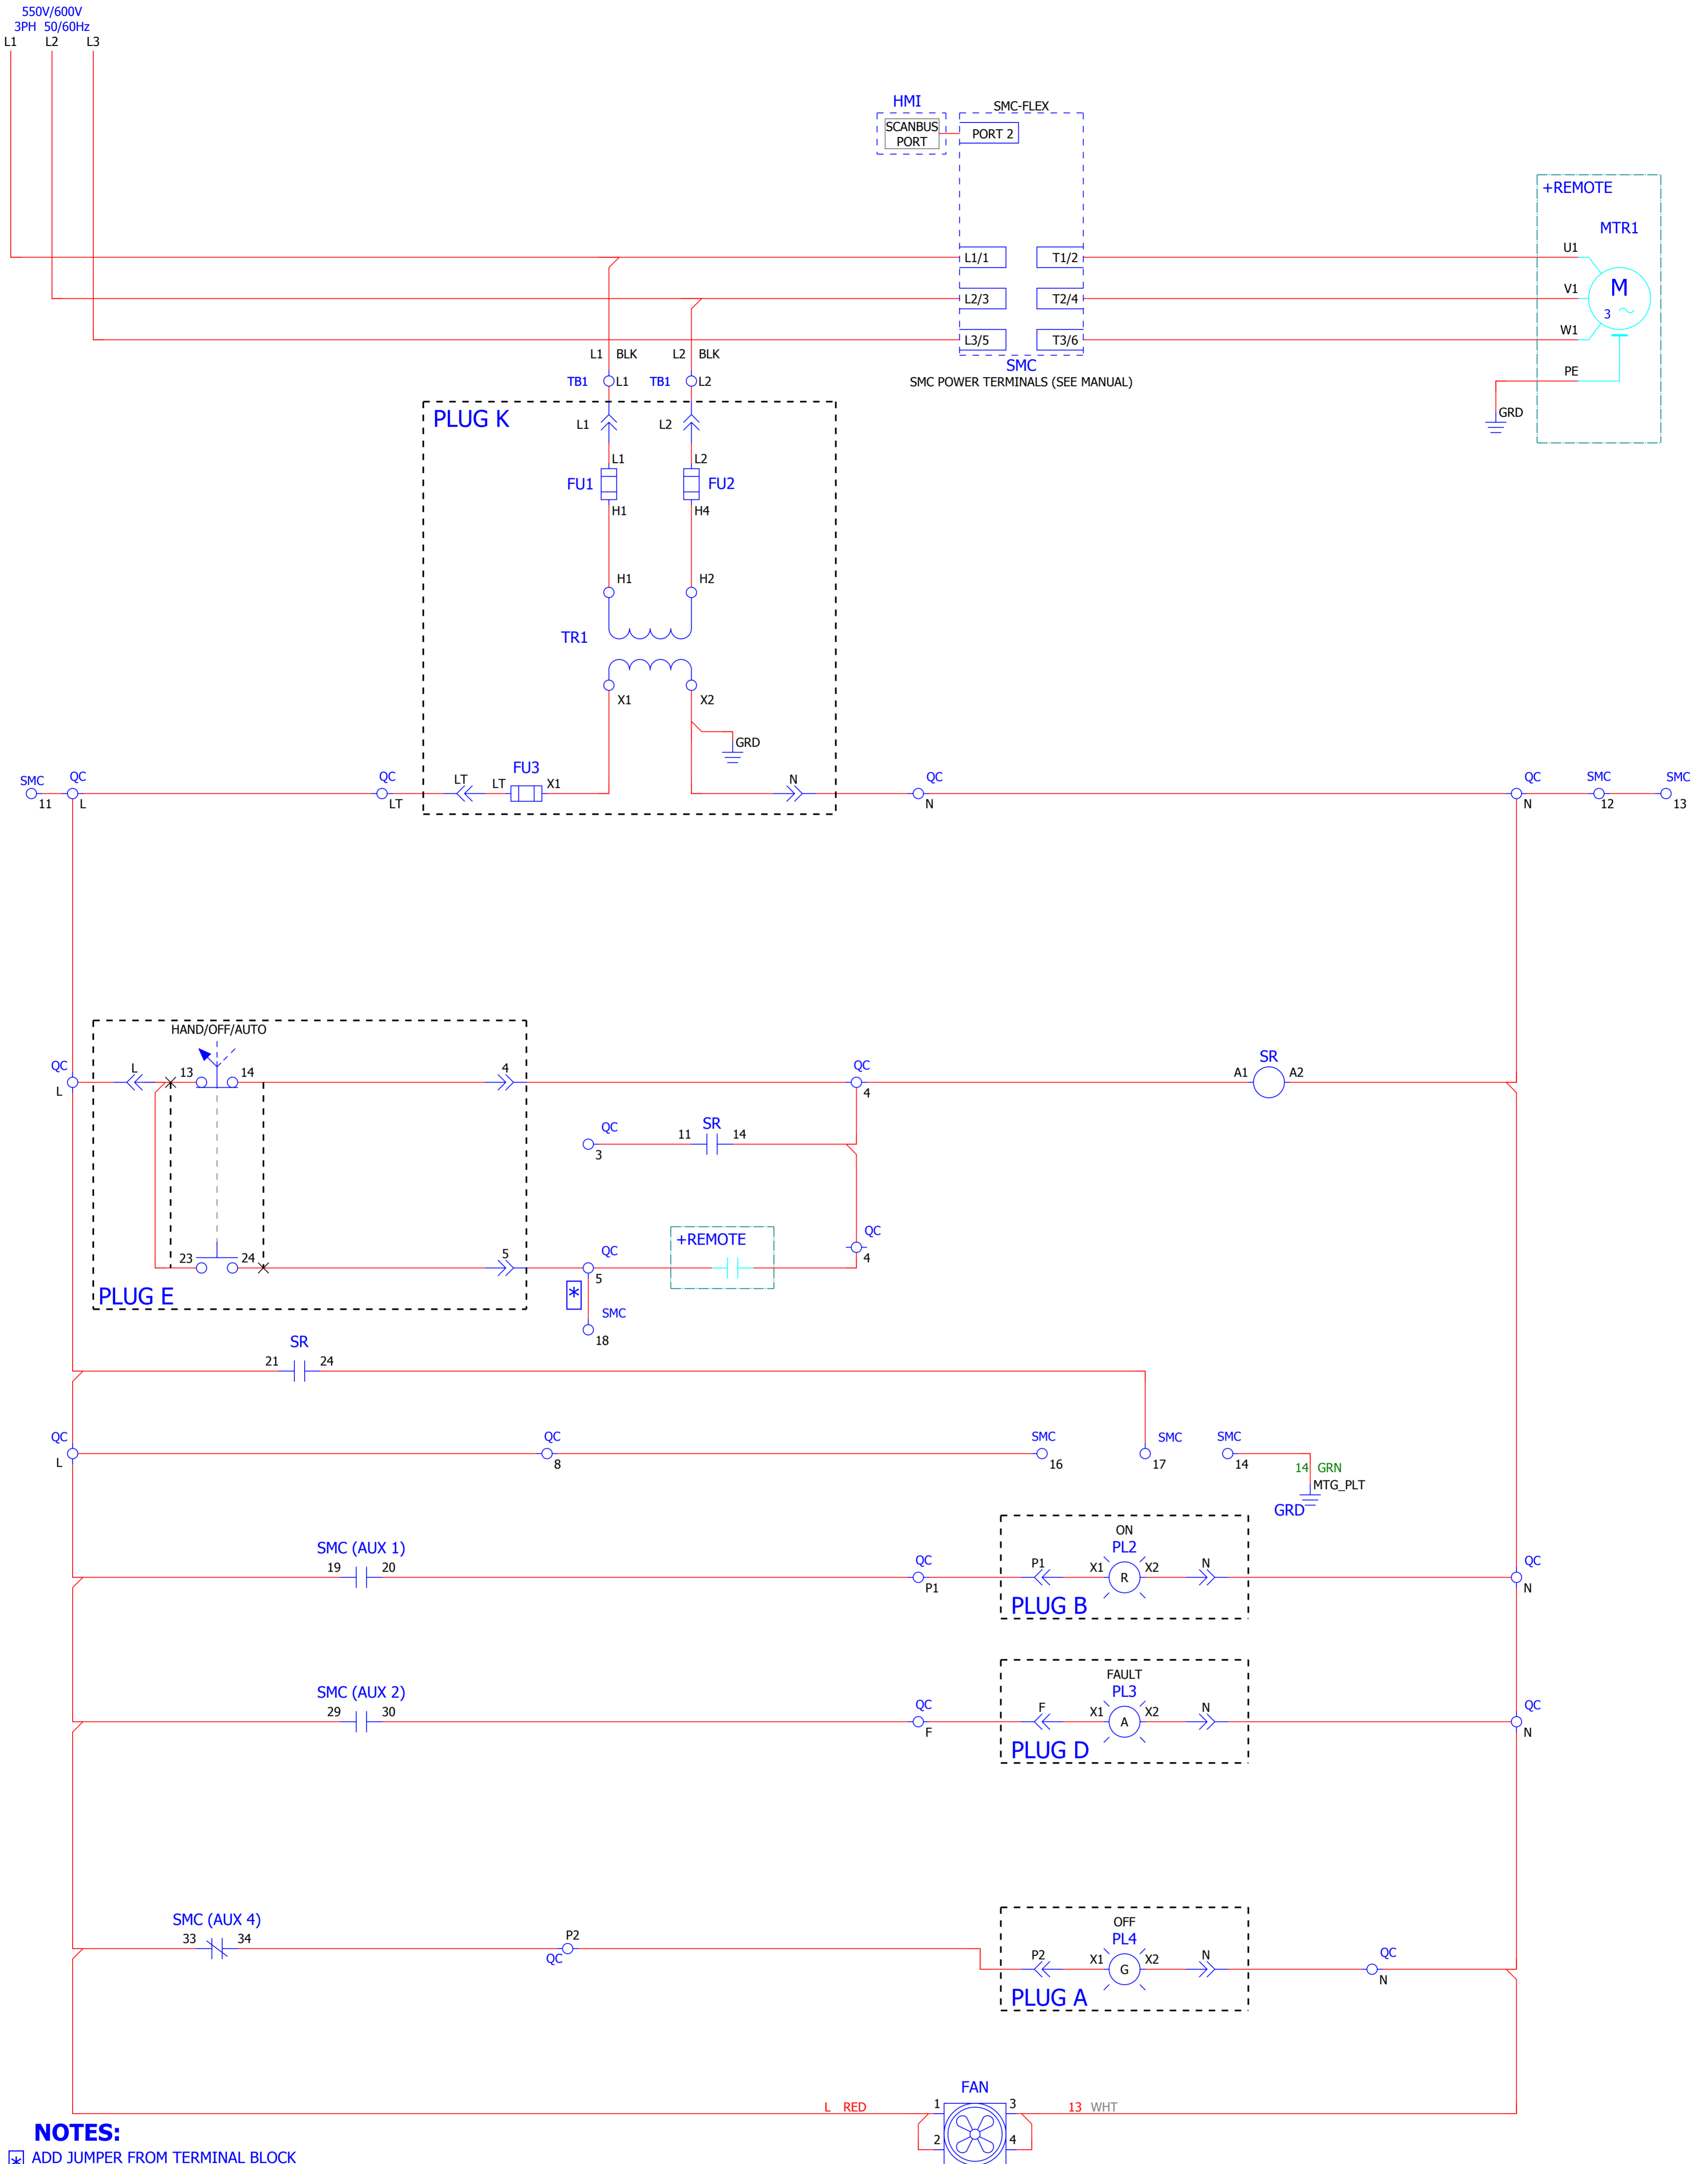 550V/600V
3PH 50/60Hz
L1 L2 L3
HMI
SCANBUS
PORT
SMC-FLEX
PORT 2
+REMOTE
MTR1
U1
V1
W1
PE
M
3
GRD
L1/1 T1/2
L2/3 T2/4
L3/5 T3/6
SMC
SMC POWER TERMINALS (SEE MANUAL)
L1 BLK L2 BLK
TB1 L1 TB1 L2
PLUG K
L1 L2
L1 L2
FU1 FU2
H1 H4
H1 H2
TR1
X1 X2
GRD
FU3
LT LT X1 N
SMC QC QC QC QC SMC SMC
11 L LT N N 12 13
HAND/OFF/AUTO
QC L 13 14 4 QC SR
L 4 A1 A2
QC SR
3 11 14
QC
4
+REMOTE
23 24 5 QC
5
PLUG E
*
SMC
18
SR
21 24
QC QC SMC SMC SMC
L 8 16 17 14
14 GRN
MTG_PLT
GRD
ON
SMC (AUX 1) QC PL2 QC
19 20 P1 P1 X1 R X2 N N
PLUG B
FAULT
SMC (AUX 2) QC PL3 QC
29 30 F F X1 A X2 N N
PLUG D
OFF
SMC (AUX 4) P2 PL4 QC
33 34 QC P2 X1 G X2 N N
PLUG A
FAN
L RED 1 3 13 WHT
2 4
NOTES:
* ADD JUMPER FROM TERMINAL BLOCK